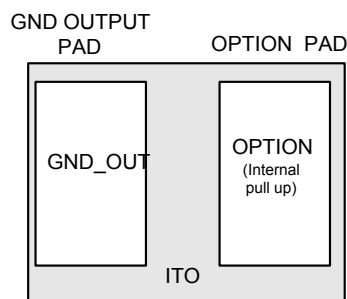 GND OUTPUT
PAD
OPTION PAD
GND_OUT
OPTION
(Internal
pull up)
ITO